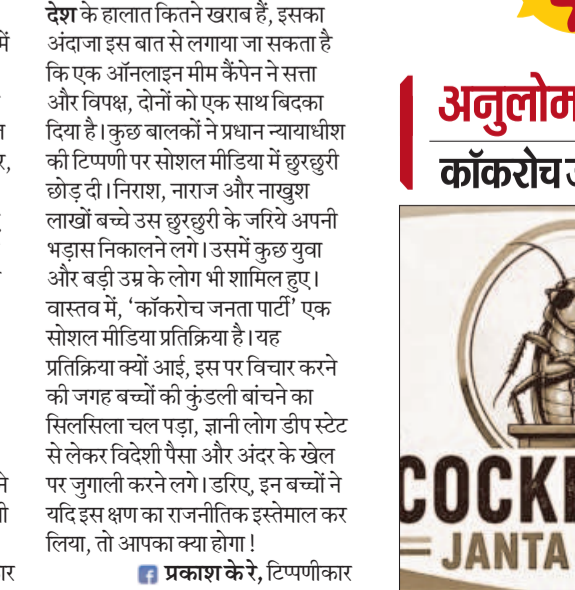 देश के हालात कितने खराब हैं, इसका
अंदाजा इस बात से लगाया जा सकता है
कि एक ऑनलाइन मीम कैंपेन ने सत्ता
और विपक्ष, दोनों को एक साथ बिदका
दिया है। कुछ बालकों ने प्रधान न्यायाधीश
की टिप्पणी पर सोशल मीडिया में छुरछुरी
छोड़ दी। निराश, नाराज और नाखुश
लाखों बच्चे उस छुरछुरी के जरिये अपनी
भड़ास निकालने लगे। उसमें कुछ युवा
और बड़ी उम्र के लोग भी शामिल हुए।
वास्तव में, ‘कॉकरोच जनता पार्टी’ एक
सोशल मीडिया प्रतिक्रिया है। यह
प्रतिक्रिया क्यों आई, इस पर विचार करने
की जगह बच्चों की कुंडली बांचने का
सिलसिला चल पड़ा, ज्ञानी लोग डीप स्टेट
से लेकर विदेशी पैसा और अंदर के खेल
पर जुगाली करने लगे। डरिए, इन बच्चों ने
यदि इस क्षण का राजनीतिक इस्तेमाल कर
लिया, तो आपका क्या होगा !
प्रकाश के रे, टिप्पणीकार
अनुलोम
कॉकरोच
COCK
JANTA